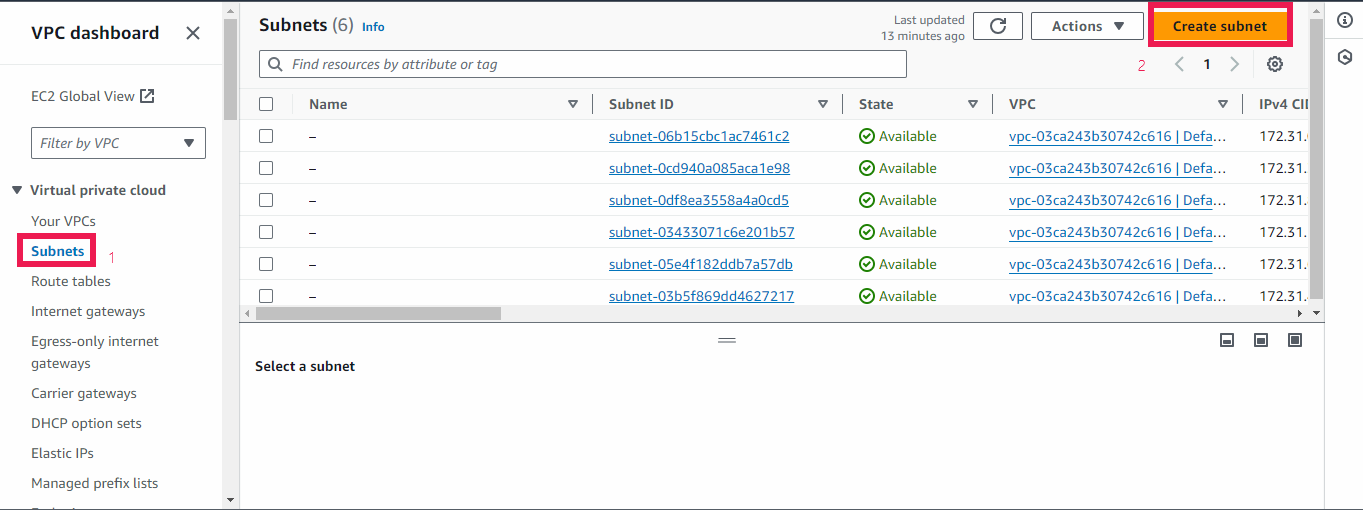 VPC dashboard
EC2 Global View
Filter by VPC
Virtual private cloud
Your VPCs
Subnets
1
Route tables
Internet gateways
Egress-only internet
gateways
Carrier gateways
DHCP option sets
Elastic IPs
Managed prefix lists
Subnets (6) Info
Last updated
13 minutes ago
Actions
Create subnet
Find resources by attribute or tag
2
1
Name Subnet ID State VPC IPv4 CID
– subnet-06b15cbc1ac7461c2 Available vpc-03ca243b30742c616 | Defa… 172.31.
– subnet-0cd940a085aca1e98 Available vpc-03ca243b30742c616 | Defa… 172.31.
– subnet-0df8ea3558a4a0cd5 Available vpc-03ca243b30742c616 | Defa… 172.31.
– subnet-03433071c6e201b57 Available vpc-03ca243b30742c616 | Defa… 172.31.
– subnet-05e4f182ddb7a57db Available vpc-03ca243b30742c616 | Defa… 172.31.
– subnet-03b5f869dd4627217 Available vpc-03ca243b30742c616 | Defa… 172.31.
Select a subnet